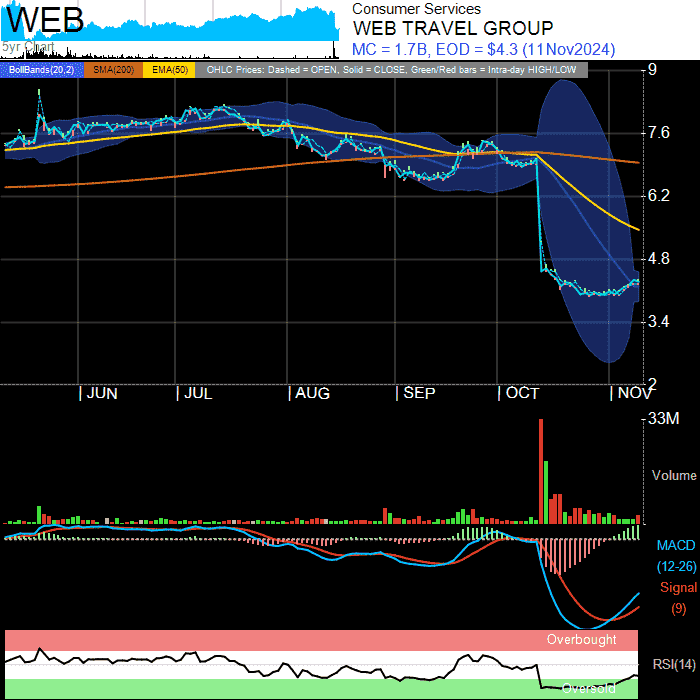 WEB
5yr Chart
Consumer Services
WEB TRAVEL GROUP
MC = 1.7B, EOD = $4.3 (11Nov2024)
BollBands(20,2) SMA(200) EMA(50) OHLC Prices: Dashed = OPEN, Solid = CLOSE, Green/Red bars = Intra-day HIGH/LOW
9
7.6
6.2
4.8
3.4
2
| JUN | JUL | AUG | SEP | OCT | NOV
33M
Volume
MACD
(12-26)
Signal
(9)
Overbought
RSI(14)
Oversold